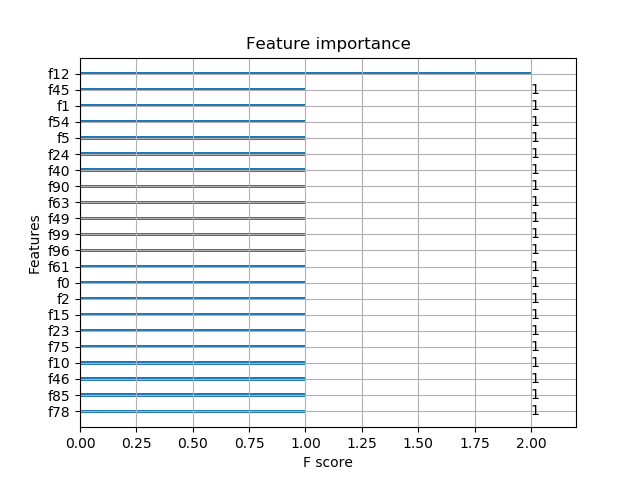 Feature importance
f12
f45 1
f1 1
f54 1
f5 1
f24 1
f40 1
f90 1
f63 1
f49 1
f99 1
f96 1
f61 1
f0 1
f2 1
f15 1
f23 1
f75 1
f10 1
f46 1
f85 1
f78 1
Features
0.00 0.25 0.50 0.75 1.00 1.25 1.50 1.75 2.00
F score